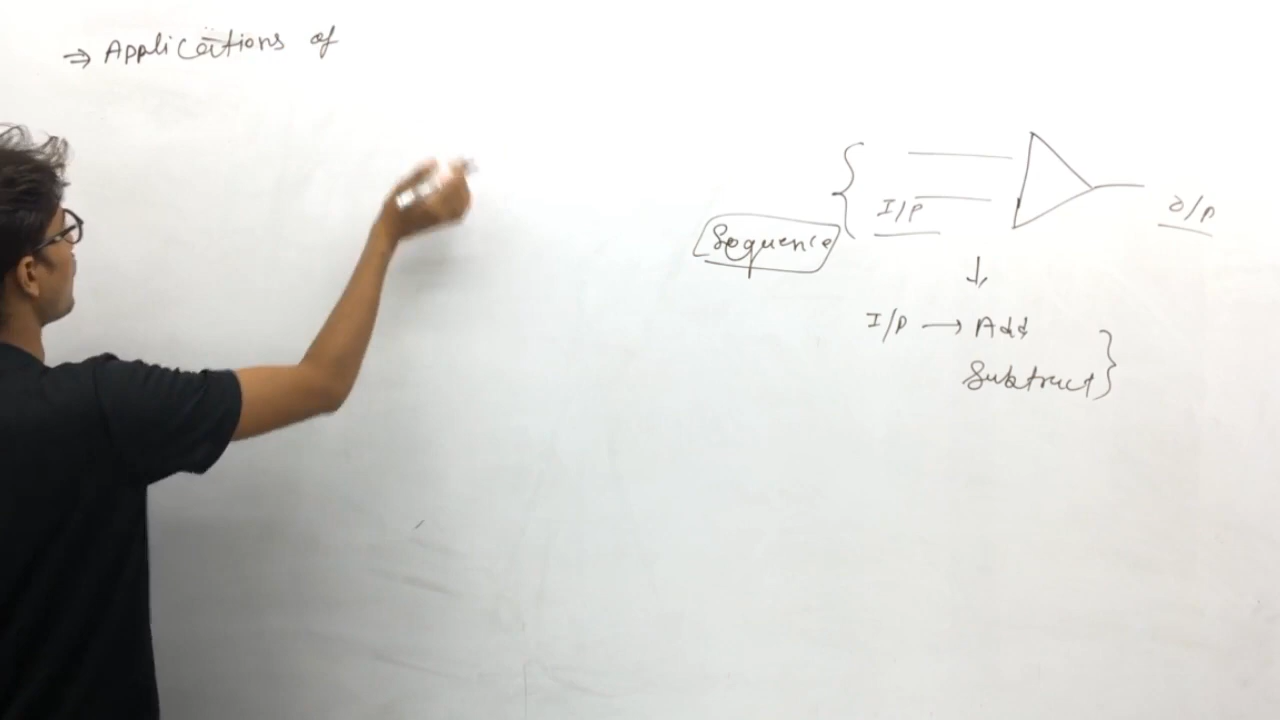 ⇒ Applications of
I/P
O/P
Sequence
I/P → Add
Subtract